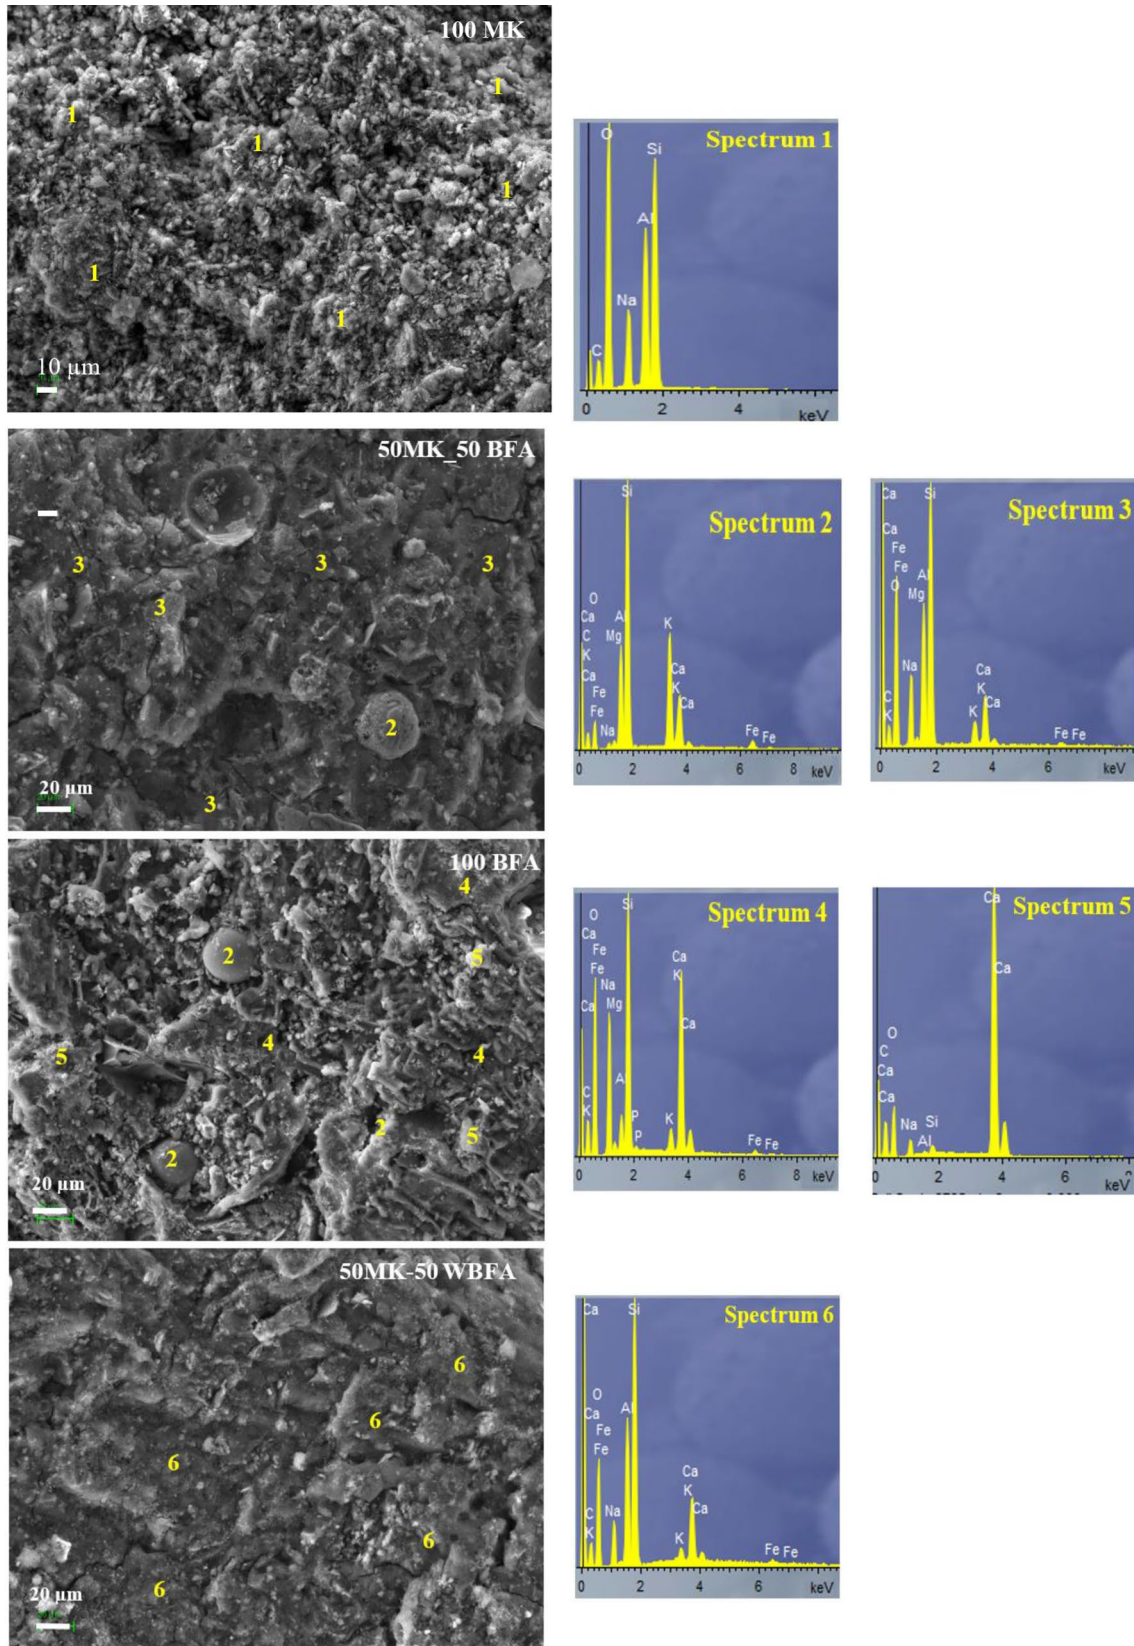 100 MK
1
1
1
1
1
1
10 µm
Spectrum 1
O
Si
Al
Na
C
0 2 4
keV
50MK_50 BFA
3 3 3
3
2
3
20 µm
Spectrum 2
Si
O
Ca Al K
C Mg
K Ca
Ca Fe K
Fe Ca
Na Fe Fe
0 2 4 6 8
keV
Spectrum 3
Ca Si
Ca
Fe
Fe Al
O Mg
Na Ca
C K
K K Ca
Fe Fe
0 2 4 6
keV
100 BFA
4
2 5
4
5 4
2 5
2
20 µm
Spectrum 4
Si
O
Ca Fe Ca
Fe K
Na
Ca Mg
Ca
C Al
K P K
P Fe Fe
0 2 4 6 8 keV
Spectrum 5
Ca
Ca
O
C
Ca
Ca
Na Si
Al
0 2 4 6 8
keV
50MK-50 WBFA
6
6
6
6
6
20 µm
Spectrum 6
Ca Si
O
Ca Al
Fe
Fe Ca
K
C Na Ca
K K
Fe Fe
0 2 4 6
keV